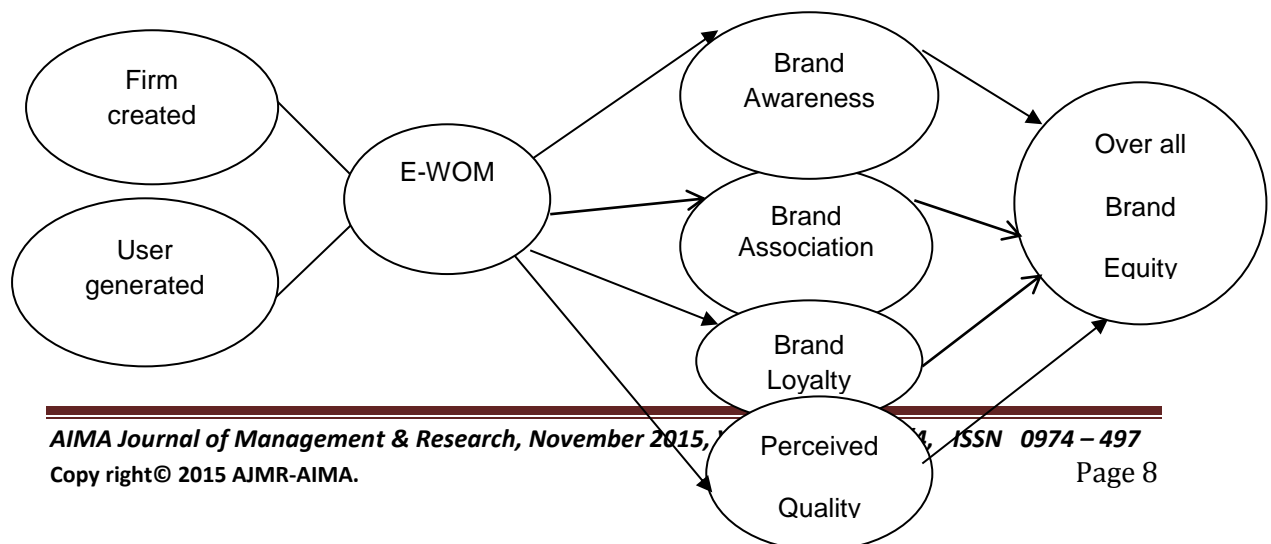 Firm
created
User
generated
E-WOM
Brand
Awareness
Brand
Association
Brand
Loyalty
Perceived
Quality
Over all
Brand
Equity
AIMA Journal of Management & Research, November 2015, ISSN 0974 – 497
Copy right© 2015 AJMR-AIMA.
Page 8